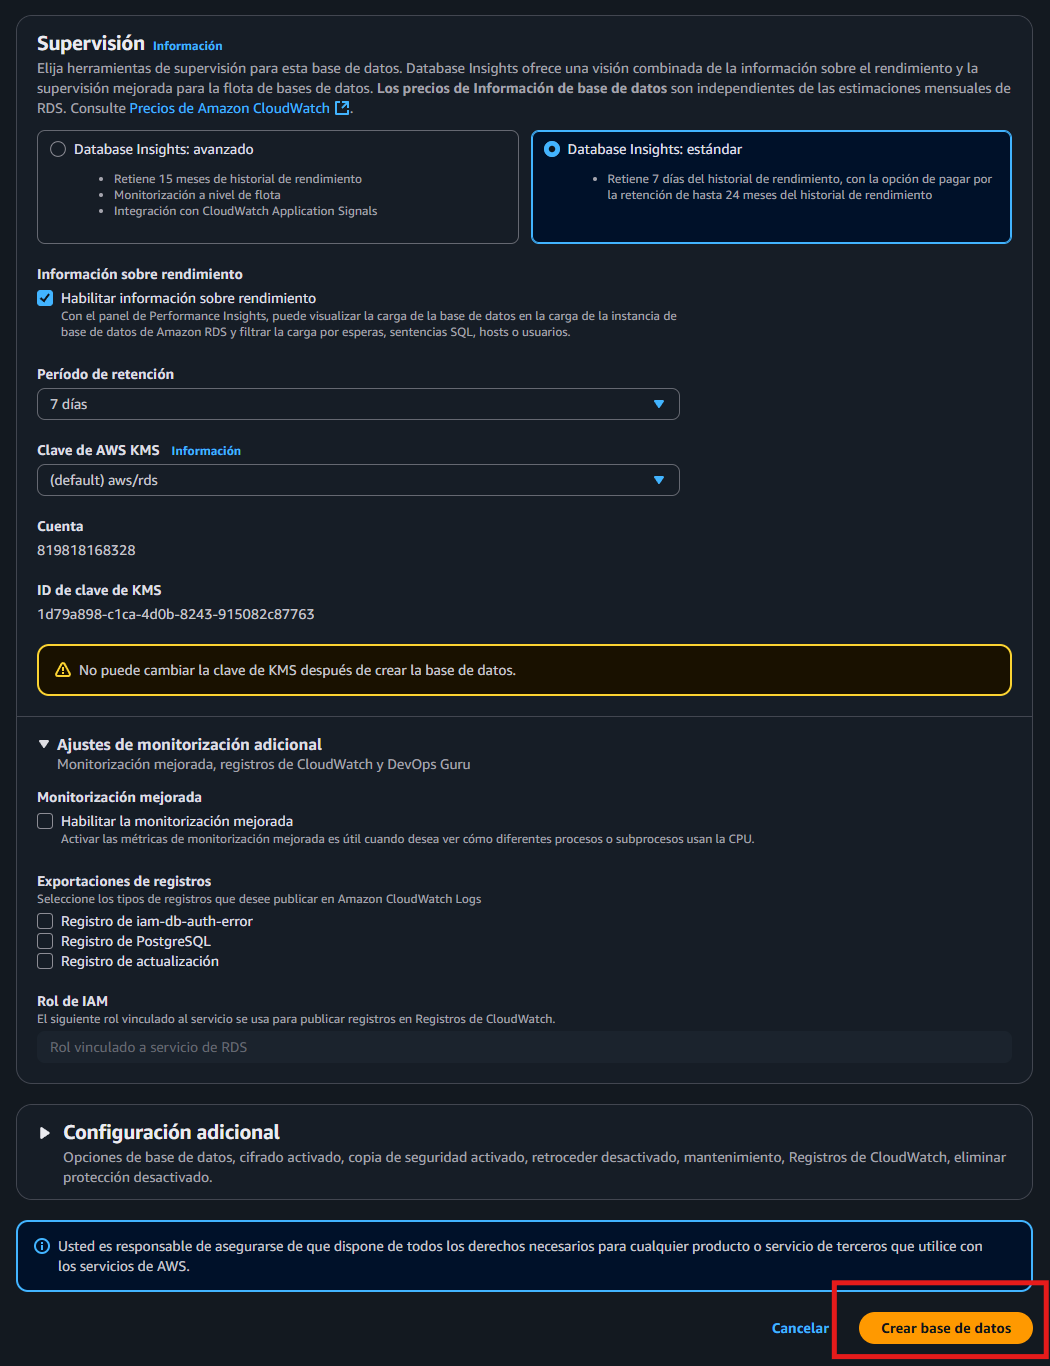 Supervisión Información
Elija herramientas de supervisión para esta base de datos. Database Insights ofrece una visión combinada de la información sobre el rendimiento y la
supervisión mejorada para la flota de bases de datos. Los precios de Información de base de datos son independientes de las estimaciones mensuales de
RDS. Consulte Precios de Amazon CloudWatch.
Database Insights: avanzado
Retiene 15 meses de historial de rendimiento
Monitorización a nivel de flota
Integración con CloudWatch Application Signals
Database Insights: estándar
Retiene 7 días del historial de rendimiento, con la opción de pagar por
la retención de hasta 24 meses del historial de rendimiento
Información sobre rendimiento
Habilitar información sobre rendimiento
Con el panel de Performance Insights, puede visualizar la carga de la base de datos en la carga de la instancia de
base de datos de Amazon RDS y filtrar la carga por esperas, sentencias SQL, hosts o usuarios.
Período de retención
7 días
Clave de AWS KMS Información
(default) aws/rds
Cuenta
819818168328
ID de clave de KMS
1d79a898-c1ca-4d0b-8243-915082c87763
No puede cambiar la clave de KMS después de crear la base de datos.
Ajustes de monitorización adicional
Monitorización mejorada, registros de CloudWatch y DevOps Guru
Monitorización mejorada
Habilitar la monitorización mejorada
Activar las métricas de monitorización mejorada es útil cuando desea ver cómo diferentes procesos o subprocesos usan la CPU.
Exportaciones de registros
Seleccione los tipos de registros que desee publicar en Amazon CloudWatch Logs
Registro de iam-db-auth-error
Registro de PostgreSQL
Registro de actualización
Rol de IAM
El siguiente rol vinculado al servicio se usa para publicar registros en Registros de CloudWatch.
Rol vinculado a servicio de RDS
Configuración adicional
Opciones de base de datos, cifrado activado, copia de seguridad activado, retroceder desactivado, mantenimiento, Registros de CloudWatch, eliminar
protección desactivado.
Usted es responsable de asegurarse de que dispone de todos los derechos necesarios para cualquier producto o servicio de terceros que utilice con
los servicios de AWS.
Cancelar
Crear base de datos